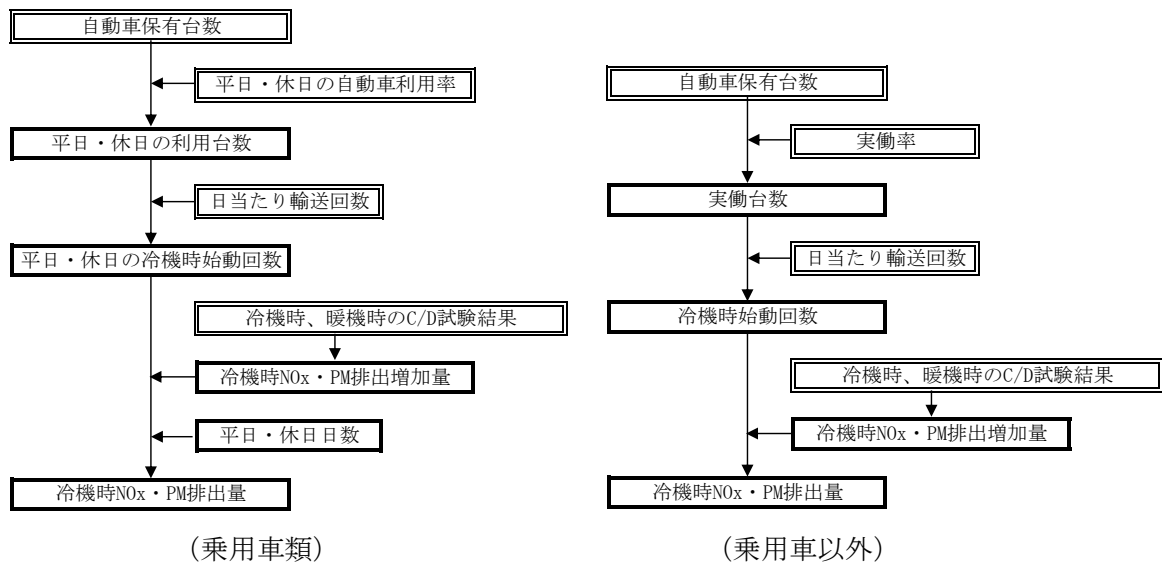 自動車保有台数
平日・休日の自動車利用率
平日・休日の利用台数
日当たり輸送回数
平日・休日の冷機時始動回数
冷機時、暖機時のC/D試験結果
冷機時NOx・PM排出増加量
平日・休日日数
冷機時NOx・PM排出量
(乗用車類)
自動車保有台数
実働率
実働台数
日当たり輸送回数
冷機時始動回数
冷機時、暖機時のC/D試験結果
冷機時NOx・PM排出増加量
冷機時NOx・PM排出量
(乗用車以外)